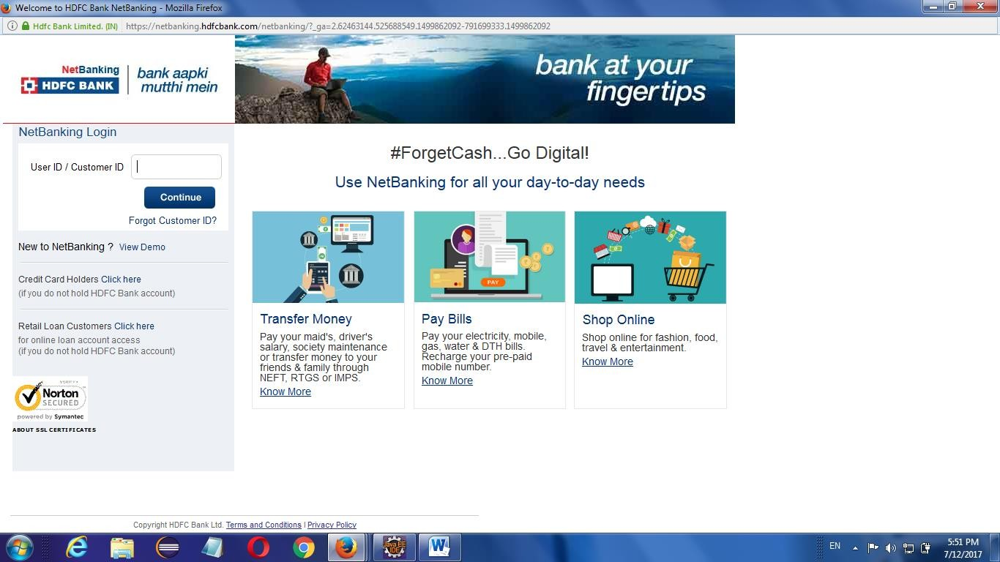 Welcome to HDFC Bank NetBanking - Mozilla Firefox
Hdfc Bank Limited. (IN)
https://netbanking.hdfcbank.com/netbanking/?_ga=2.62463144.525688549.1499862092-791699333.1499862092
NetBanking
HDFC BANK
bank aapki
mutthi mein
bank at your
fingertips
NetBanking Login
User ID / Customer ID
Continue
Forgot Customer ID?
New to NetBanking ? View Demo
Credit Card Holders Click here
(if you do not hold HDFC Bank account)
Retail Loan Customers Click here
for online loan account access
(if you do not hold HDFC Bank account)
VERIFY
Norton
SECURED
powered by Symantec
ABOUT SSL CERTIFICATES
#ForgetCash...Go Digital!
Use NetBanking for all your day-to-day needs
Transfer Money
Pay your maid's, driver's
salary, society maintenance
or transfer money to your
friends & family through
NEFT, RTGS or IMPS.
Know More
PAY
Pay Bills
Pay your electricity, mobile,
gas, water & DTH bills.
Recharge your pre-paid
mobile number.
Know More
Shop Online
Shop online for fashion, food,
travel & entertainment.
Know More
Copyright HDFC Bank Ltd. Terms and Conditions | Privacy Policy
Java EE
IDE
EN
5:51 PM
7/12/2017